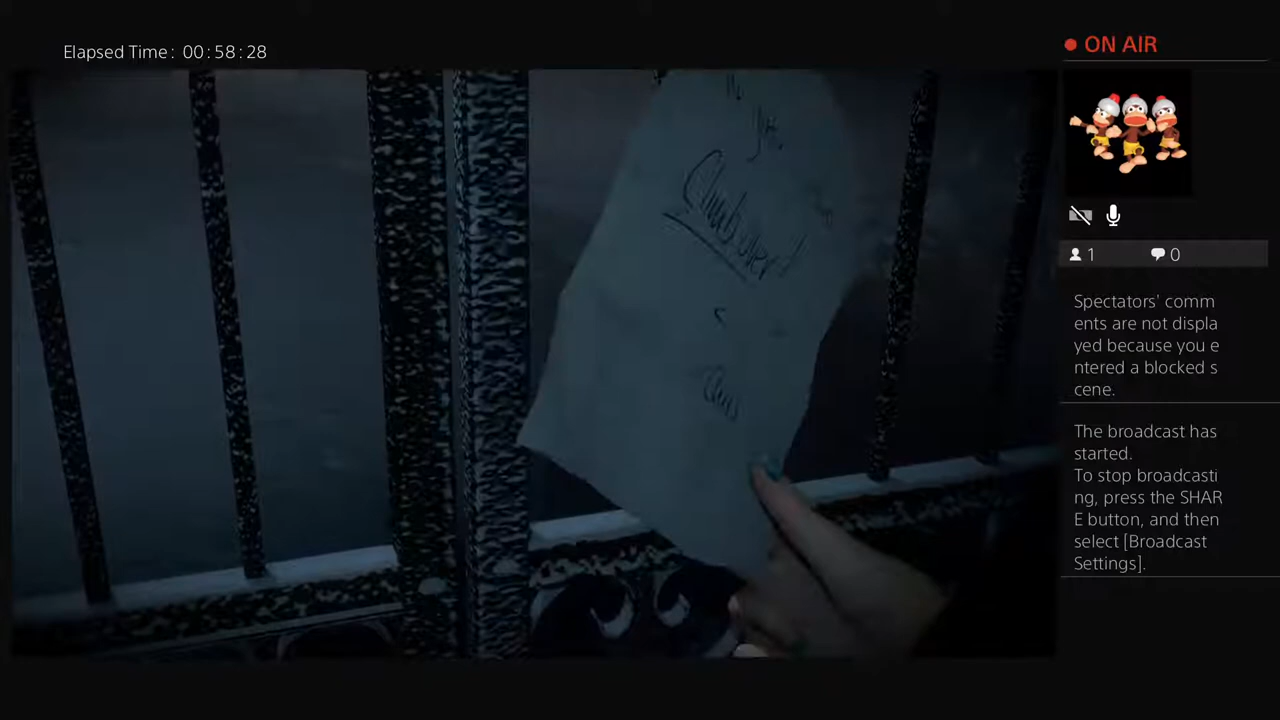 Elapsed Time: 00:58:28
ON AIR
1
0
Spectators' comm
ents are not displa
yed because you e
ntered a blocked s
cene.
The broadcast has
started.
To stop broadcasti
ng, press the SHAR
E button, and then
select [Broadcast
Settings].